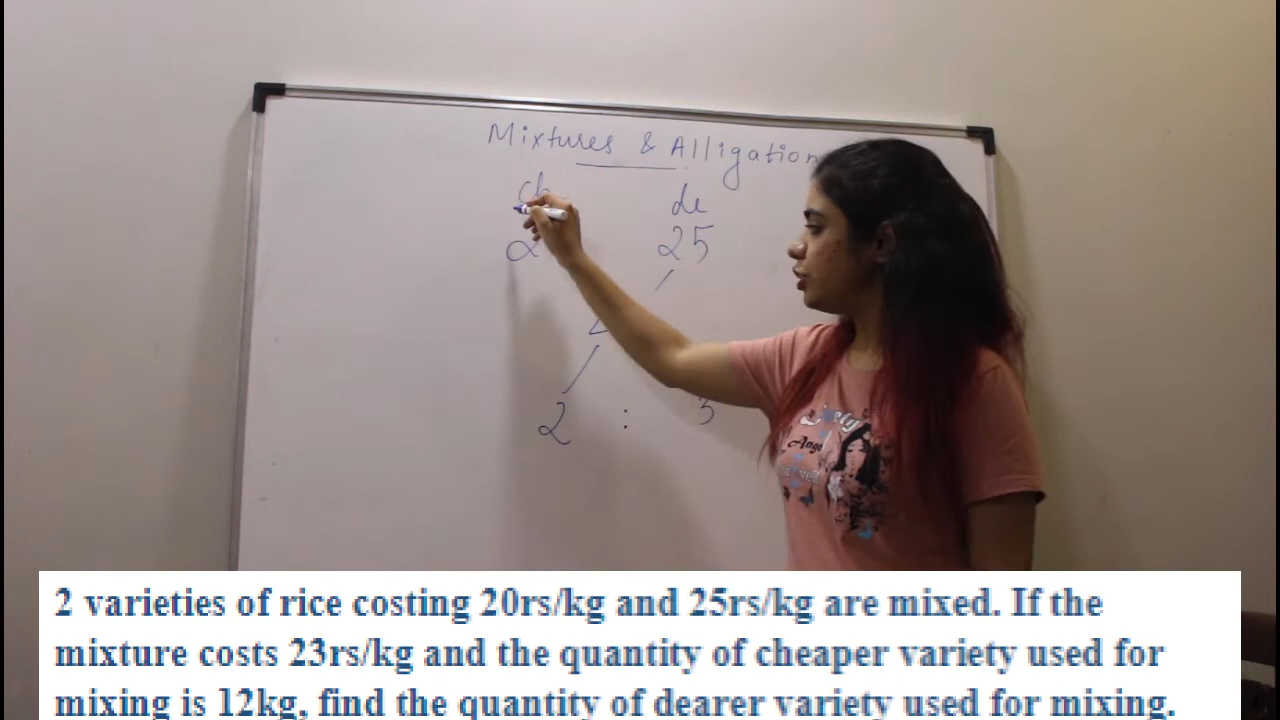 Mixtures & Alligation
ch de
2 25
2 : 3
2 varieties of rice costing 20rs/kg and 25rs/kg are mixed. If the
mixture costs 23rs/kg and the quantity of cheaper variety used for
mixing is 12kg, find the quantity of dearer variety used for mixing.